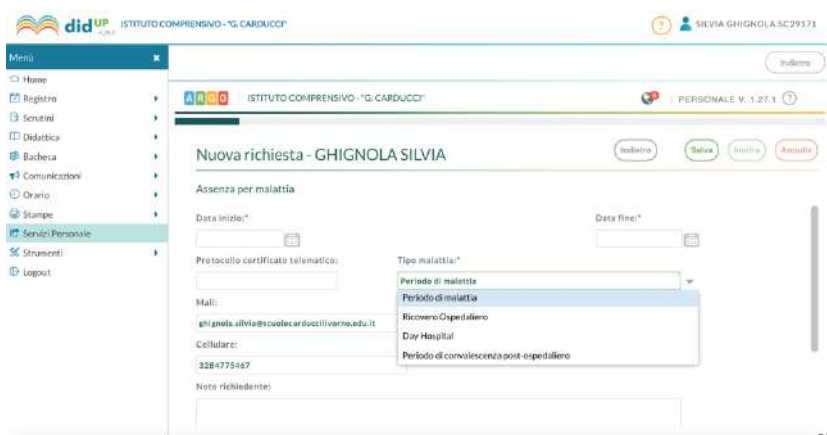 didUP ISTITUTO COMPRENSIVO - "G. CARDUCCI" ? SILVIA GHIGNOLA.SC29171
Menù ✖
Home
Registro
Scrutini
Didattica
Bacheca
Comunicazioni
Orario
Stampe
Servizi Personale
Strumenti
Logout
Indietro
ARGO ISTITUTO COMPRENSIVO - "G. CARDUCCI" PERSONALE V. 1.27.1 ?
Nuova richiesta - GHIGNOLA SILVIA Indietro Salva Inoltra Annulla
Assenza per malattia
Data inizio:* Data fine:*
Protocollo certificato telematico: Tipo malattia:*
Periodo di malattia
Periodo di malattia
Ricovero Ospedaliero
Day Hospital
Periodo di convalescenza post-ospedaliero
Mail:
ghignola.silvia@scuolecarduccilivorno.edu.it
Cellulare:
3284775467
Note richiedente: